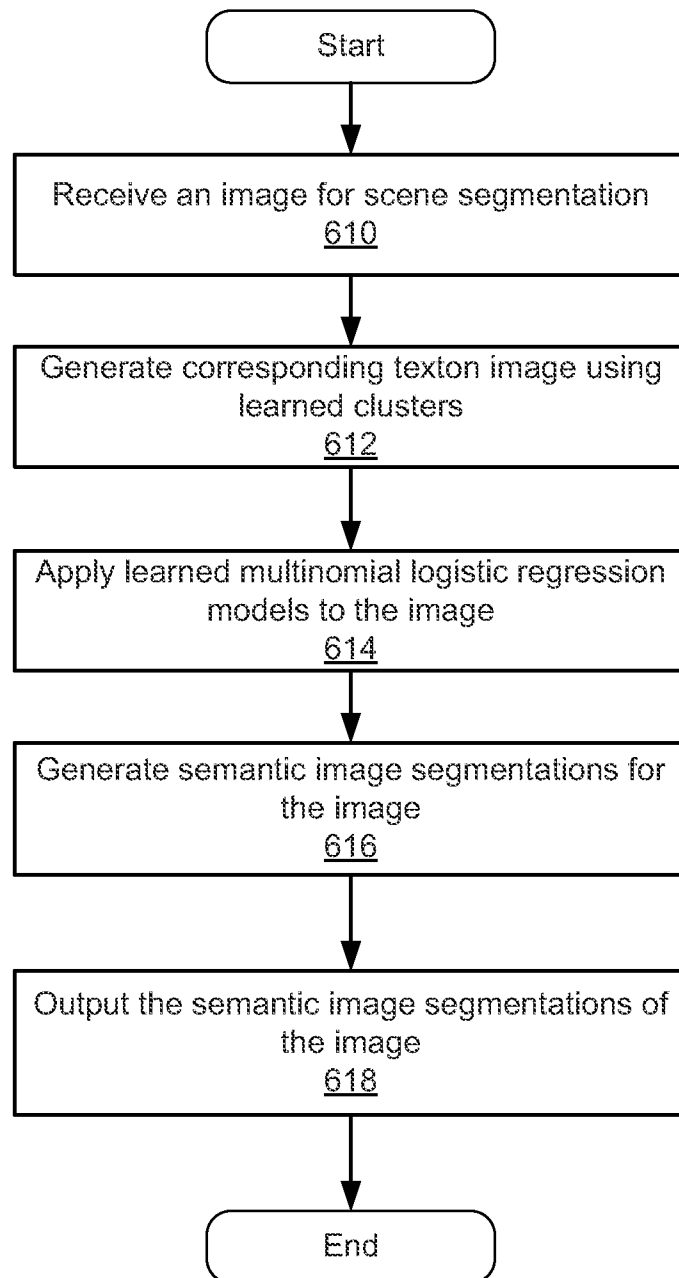 Start
Receive an image for scene segmentation
610
Generate corresponding texton image using
learned clusters
612
Apply learned multinomial logistic regression
models to the image
614
Generate semantic image segmentations for
the image
616
Output the semantic image segmentations of
the image
618
End